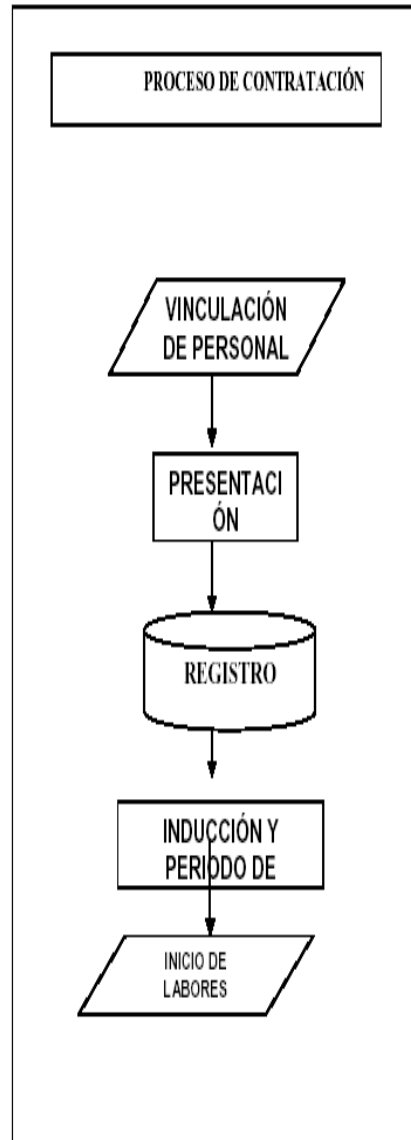 PROCESO DE CONTRATACIÓN
VINCULACIÓN
DE PERSONAL
PRESENTACI
ÓN
REGISTRO
INDUCCIÓN Y
PERIODO DE
INICIO DE
LABORES